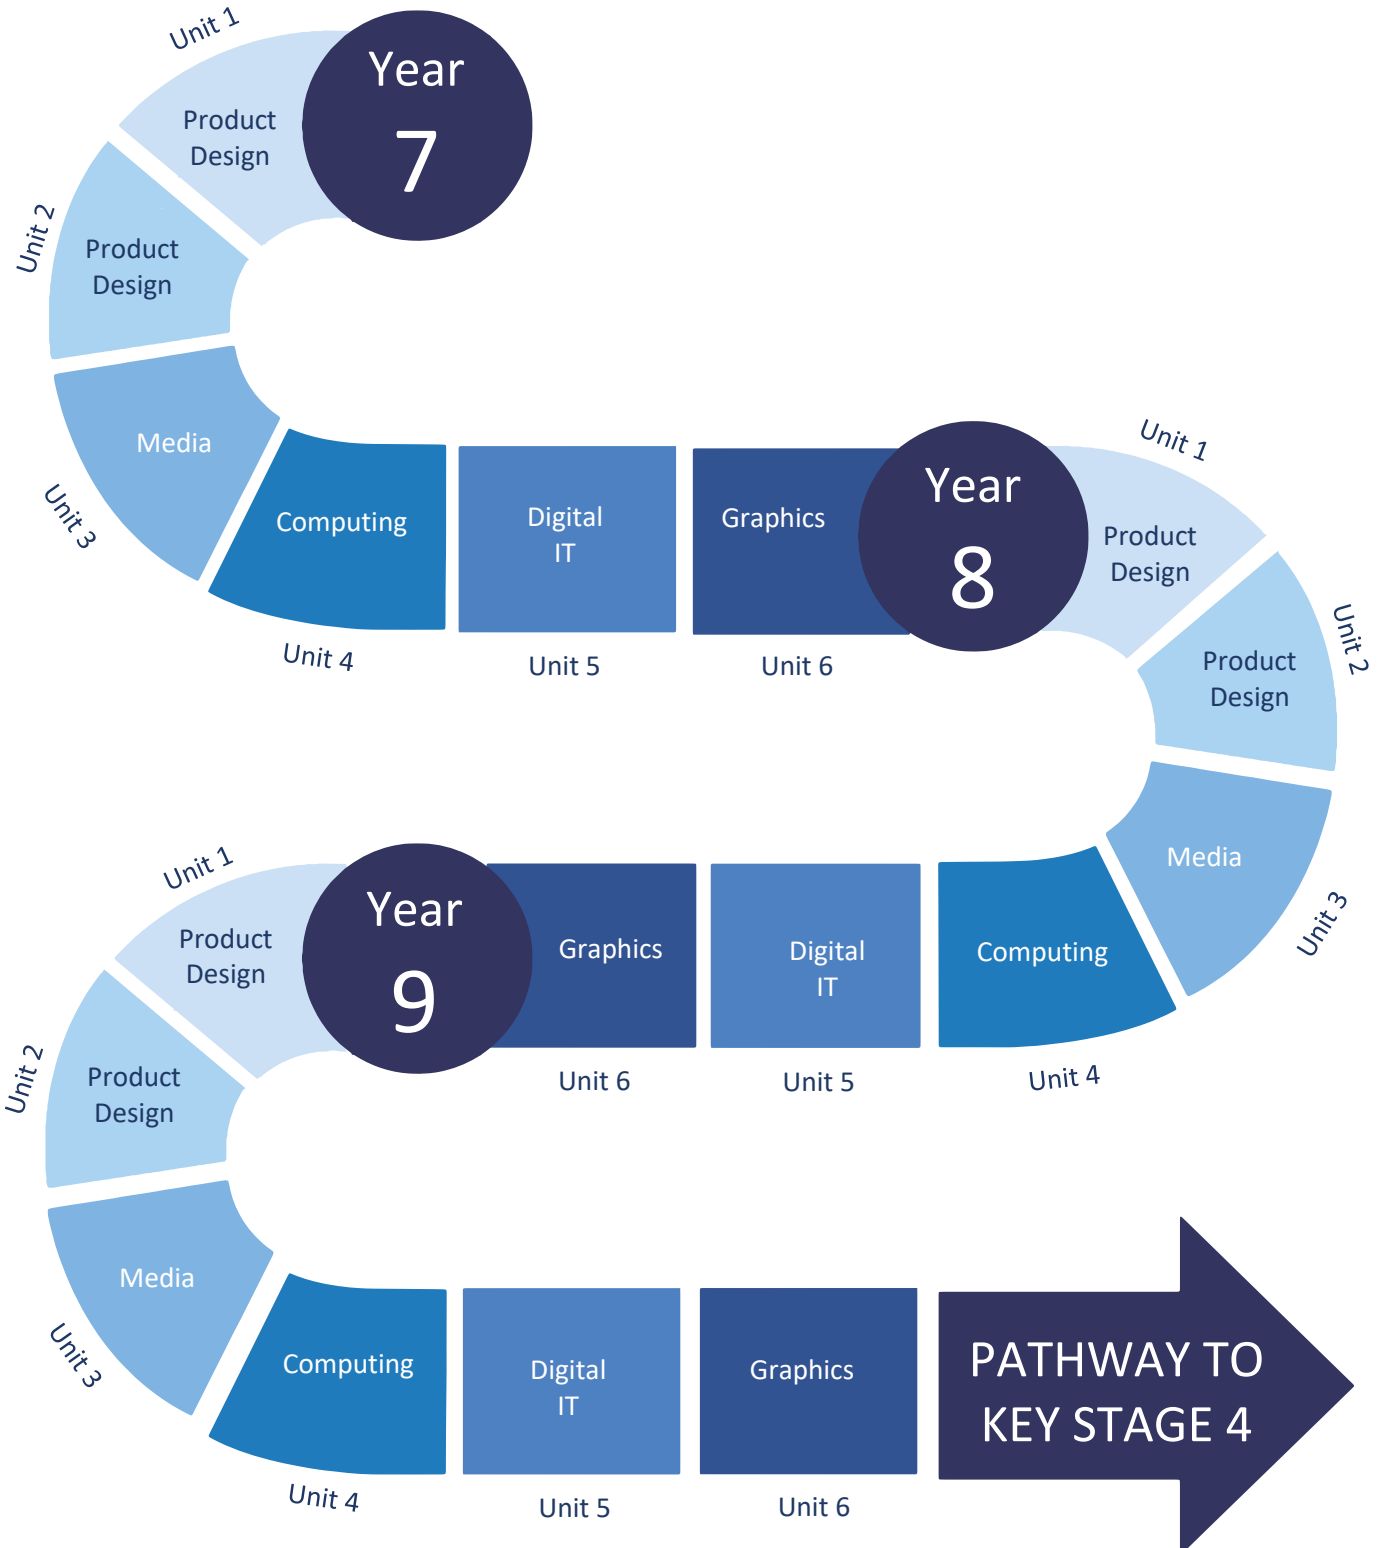 Year
7
Unit 1
Product
Design
Unit 2
Product
Design
Unit 3
Media
Unit 4
Computing
Unit 5
Digital
IT
Unit 6
Graphics
Year
8
Unit 1
Product
Design
Unit 2
Product
Design
Unit 3
Media
Unit 4
Computing
Unit 5
Digital
IT
Unit 6
Graphics
Year
9
Unit 1
Product
Design
Unit 2
Product
Design
Unit 3
Media
Unit 4
Computing
Unit 5
Digital
IT
Unit 6
Graphics
PATHWAY TO
KEY STAGE 4